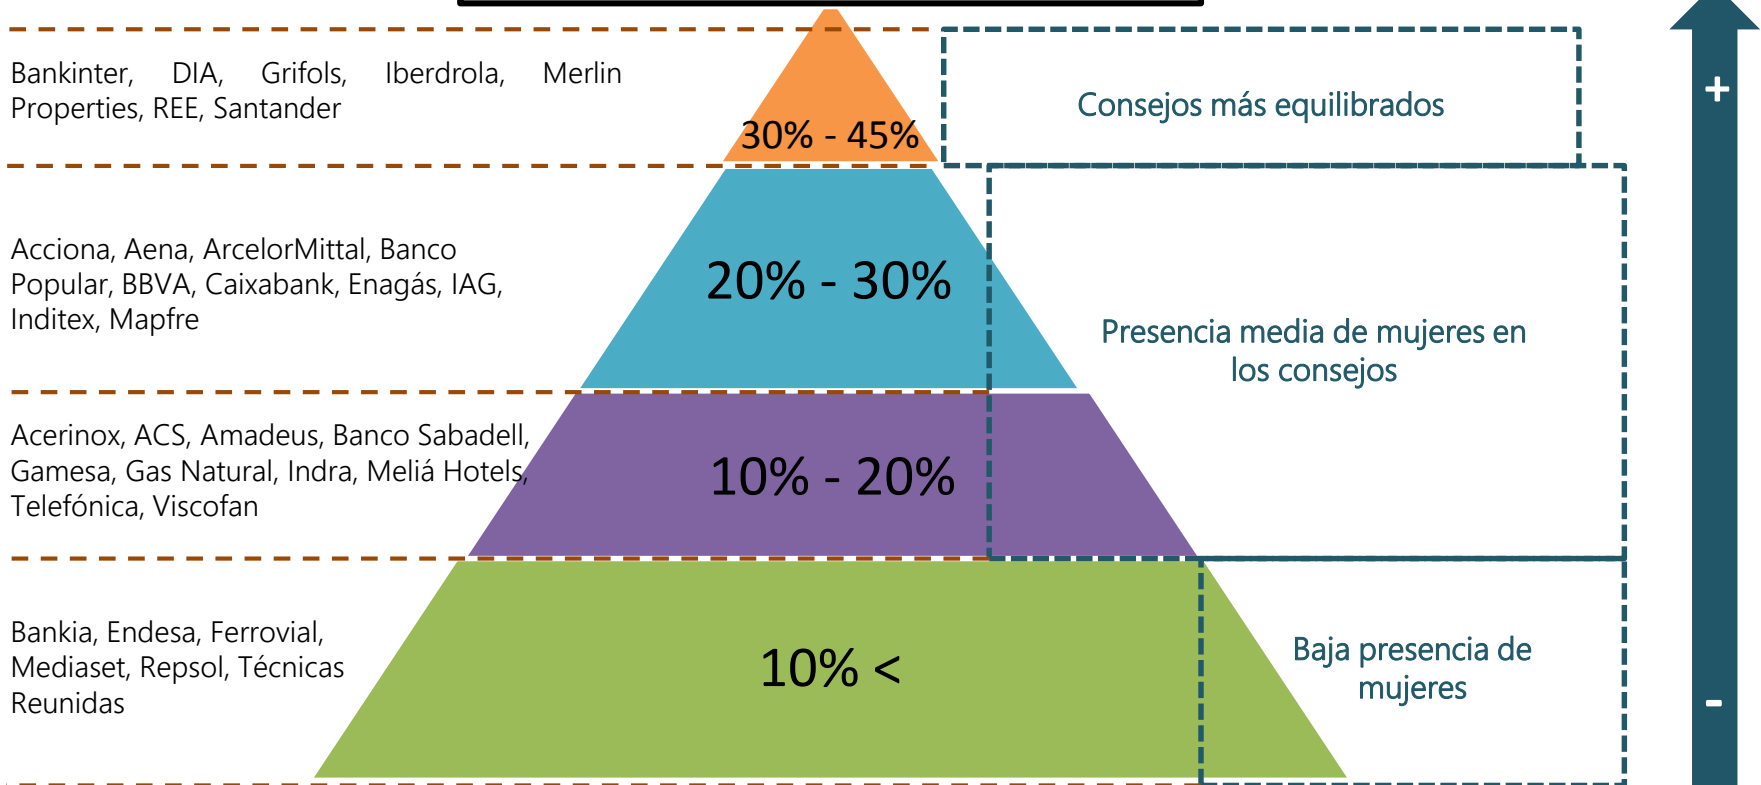 Bankinter, DIA, Grifols, Iberdrola, Merlin
Properties, REE, Santander
30% - 45%
Consejos más equilibrados
+
Acciona, Aena, ArcelorMittal, Banco
Popular, BBVA, Caixabank, Enagás, IAG,
Inditex, Mapfre
20% - 30%
Presencia media de mujeres en
los consejos
Acerinox, ACS, Amadeus, Banco Sabadell,
Gamesa, Gas Natural, Indra, Meliá Hotels,
Telefónica, Viscofan
10% - 20%
Bankia, Endesa, Ferrovial,
Mediaset, Repsol, Técnicas
Reunidas
10% <
Baja presencia de
mujeres
-